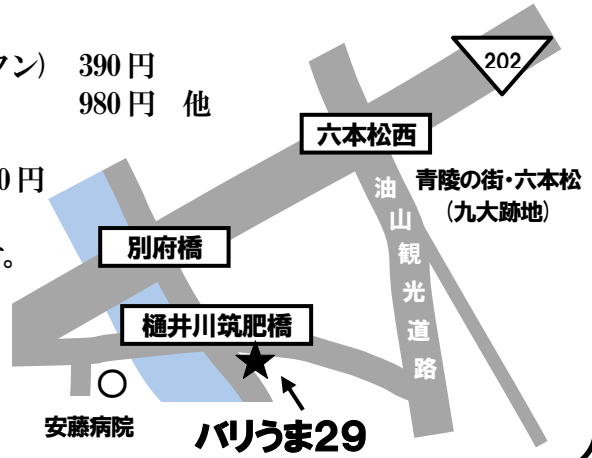 クン) 390円
980円 他
0円
。
202
六本松西
青陵の街・六本松
(九大跡地)
油山観光道路
別府橋
樋井川筑肥橋
安藤病院
バリうま29